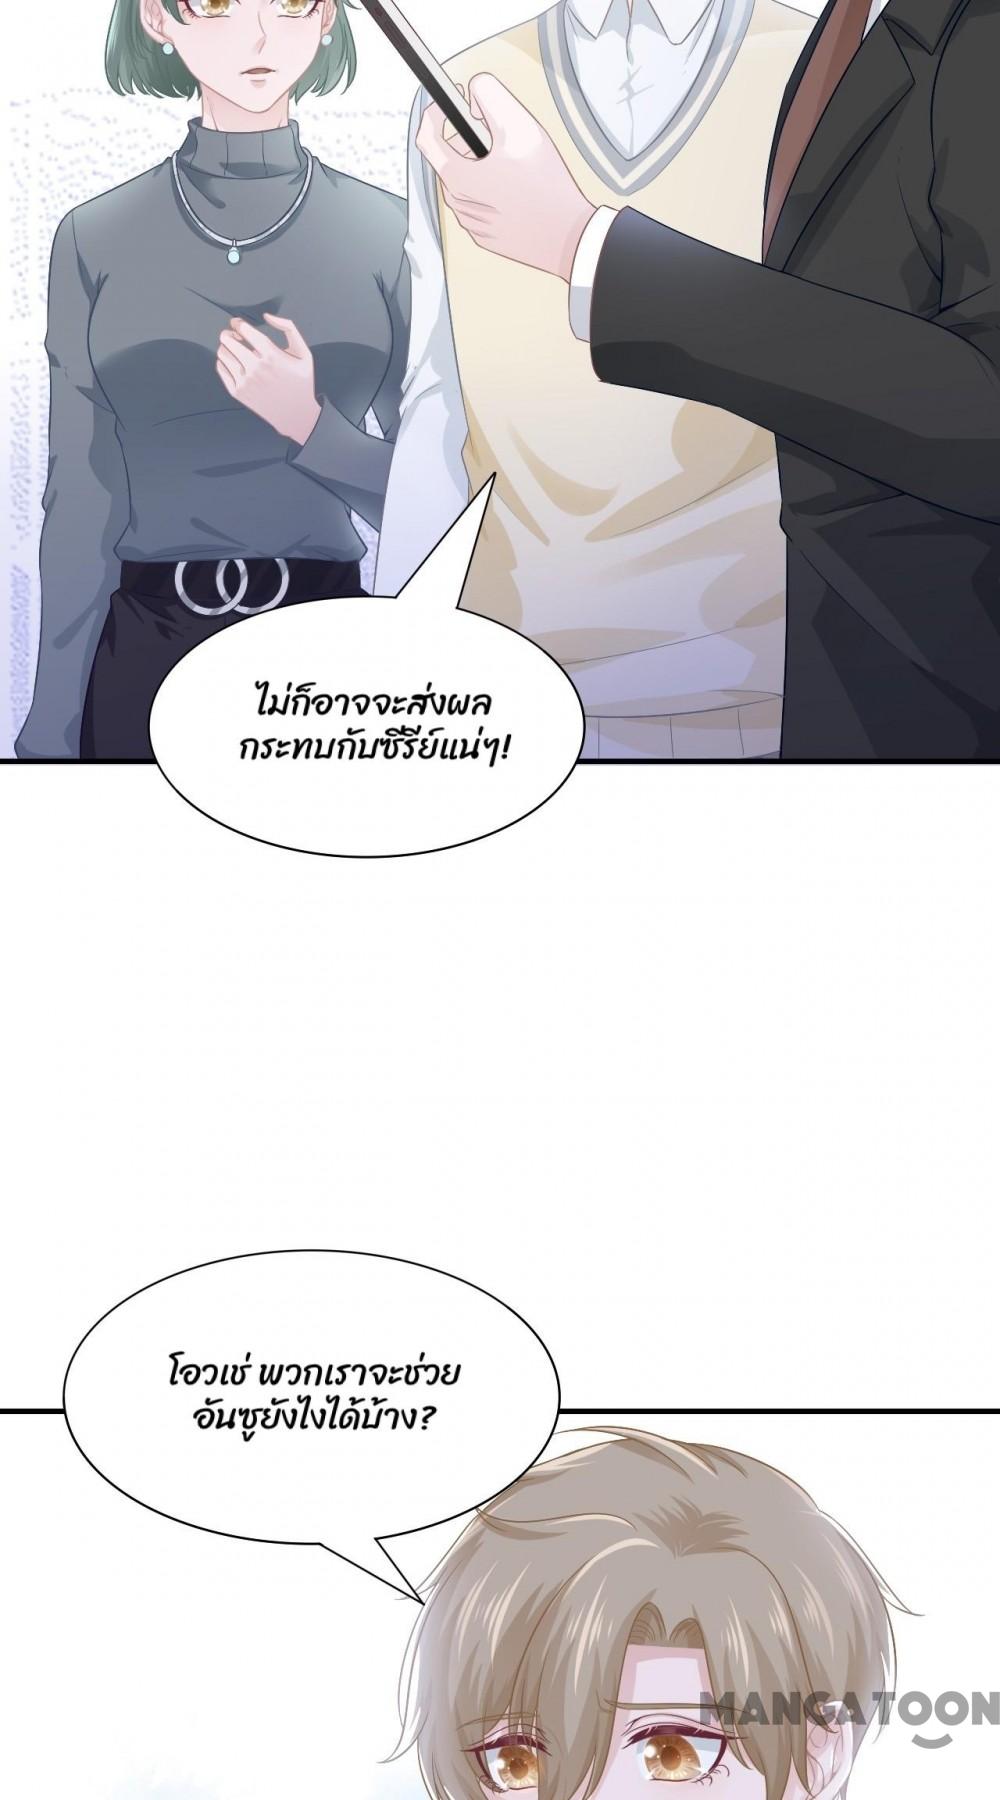 ไม่ก็อาจจะส่งผล
กระทบกับซีรีย์แน่ๆ!
โอวเช่ พวกเราจะช่วย
อันซูยังไงได้บ้าง?
MANGATOON